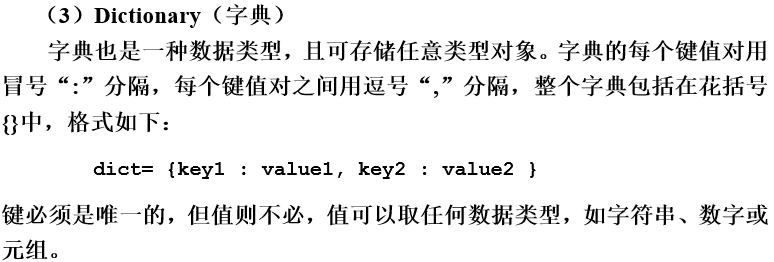 （3）Dictionary（字典）
字典也是一种数据类型，且可存储任意类型对象。字典的每个键值对用
冒号“:”分隔，每个键值对之间用逗号“,”分隔，整个字典包括在花括号
{}中，格式如下：
dict= {key1 : value1, key2 : value2 }
键必须是唯一的，但值则不必，值可以取任何数据类型，如字符串、数字或
元组。